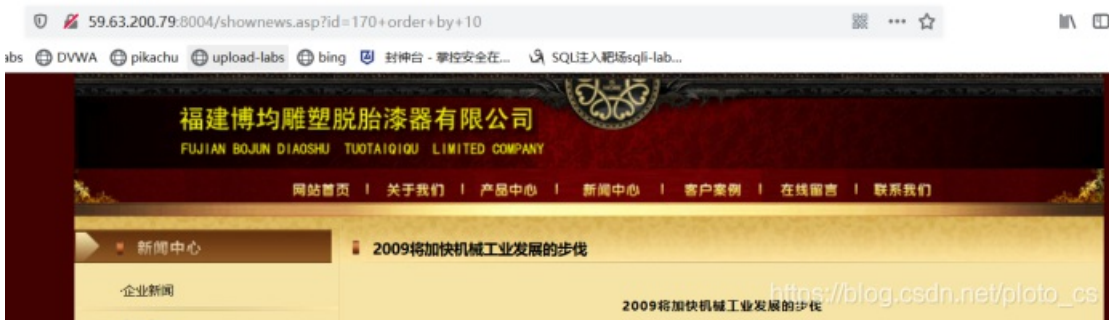 59.63.200.79:8004/shownews.asp?id=170+order+by+10
abs DVWA pikachu upload-labs bing 封神台 - 掌控安全在... SQL注入靶场sqli-lab...
福建博均雕塑脱胎漆器有限公司
FUJIAN BOJUN DIAOSHU TUOTAIQIQU LIMITED COMPANY
网站首页 | 关于我们 | 产品中心 | 新闻中心 | 客户案例 | 在线留言 | 联系我们
新闻中心 2009将加快机械工业发展的步伐
·企业新闻
2009将加快机械工业发展的步伐
https://blog.csdn.net/ploto_cs